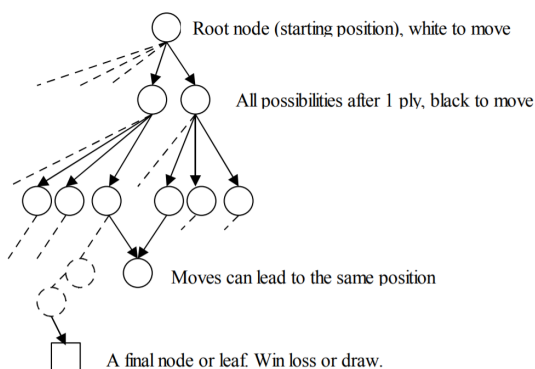 Root node (starting position), white to move
All possibilities after 1 ply, black to move
Moves can lead to the same position
A final node or leaf. Win loss or draw.